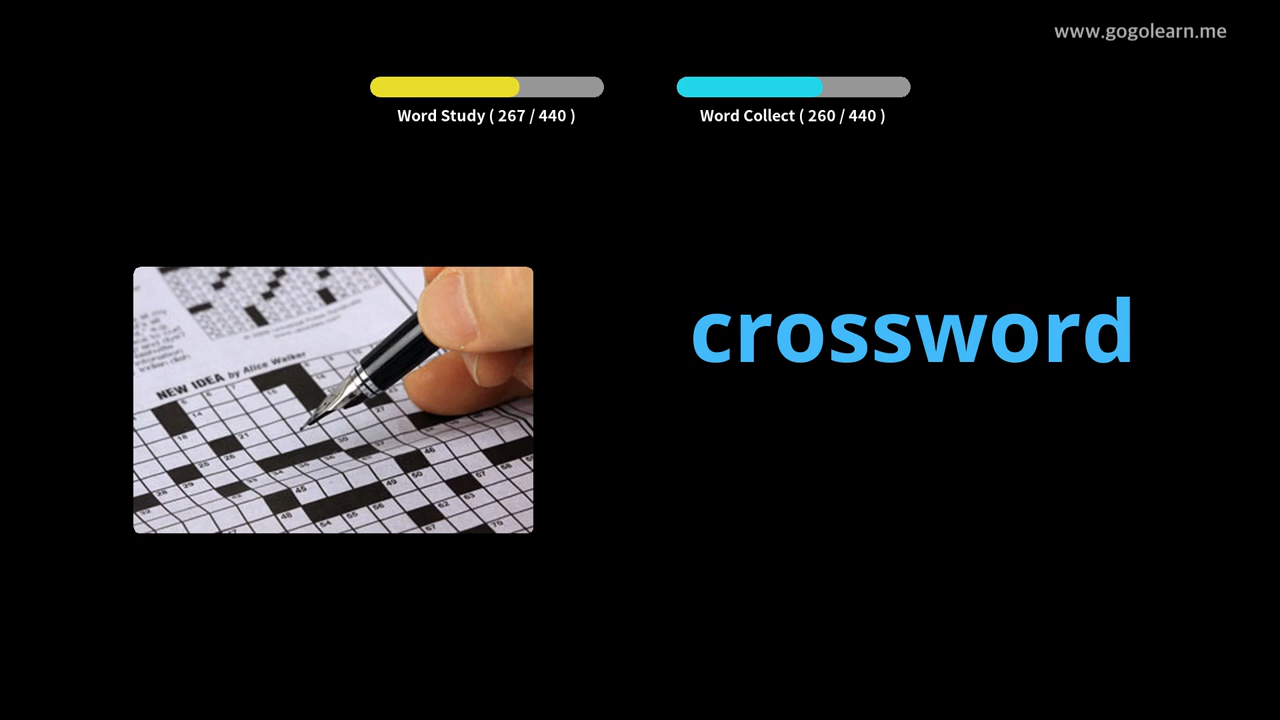 www.gogolearn.me
Word Study ( 267 / 440 )
Word Collect ( 260 / 440 )
crossword
NEW IDEA by Alice Walker